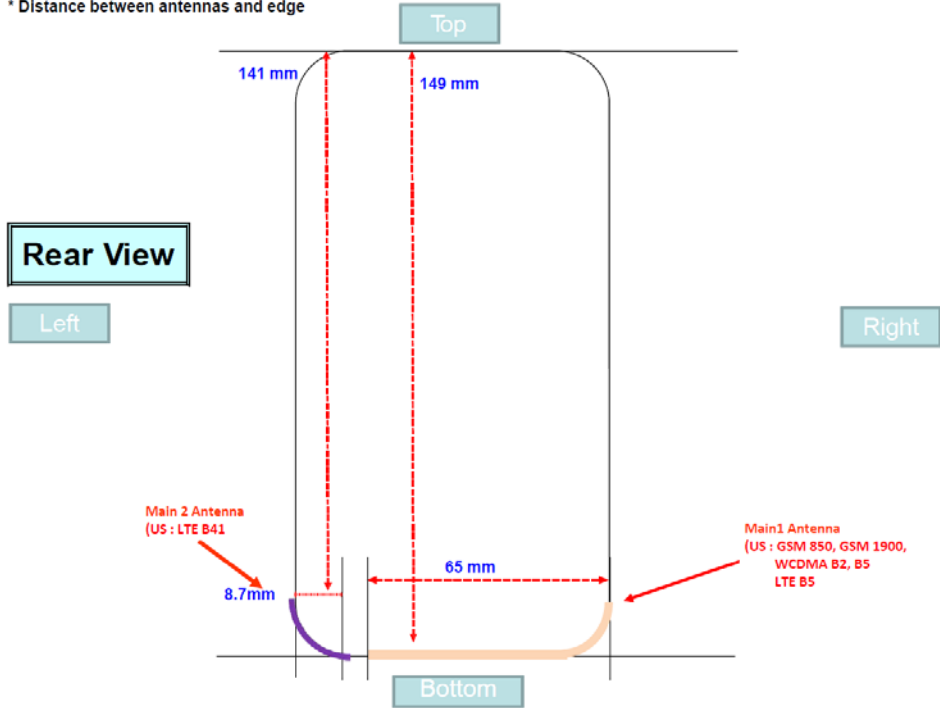 * Distance between antennas and edge
Top
141 mm
149 mm
Rear View
Left
Right
Main 2 Antenna
(US : LTE B41
Main1 Antenna
(US : GSM 850, GSM 1900,
WCDMA B2, B5
LTE B5
65 mm
8.7mm
Bottom